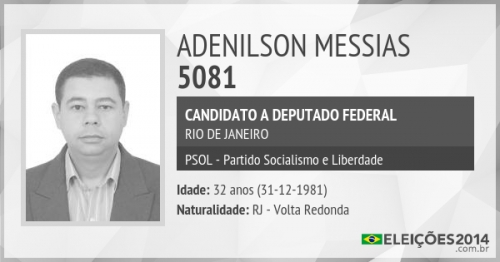 ADENILSON MESSIAS
5081
CANDIDATO A DEPUTADO FEDERAL
RIO DE JANEIRO
PSOL - Partido Socialismo e Liberdade
Idade: 32 anos (31-12-1981)
Naturalidade: RJ - Volta Redonda
ELEIÇÕES2014
.com.br